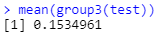 > mean(group3(test))
[1] 0.1534961